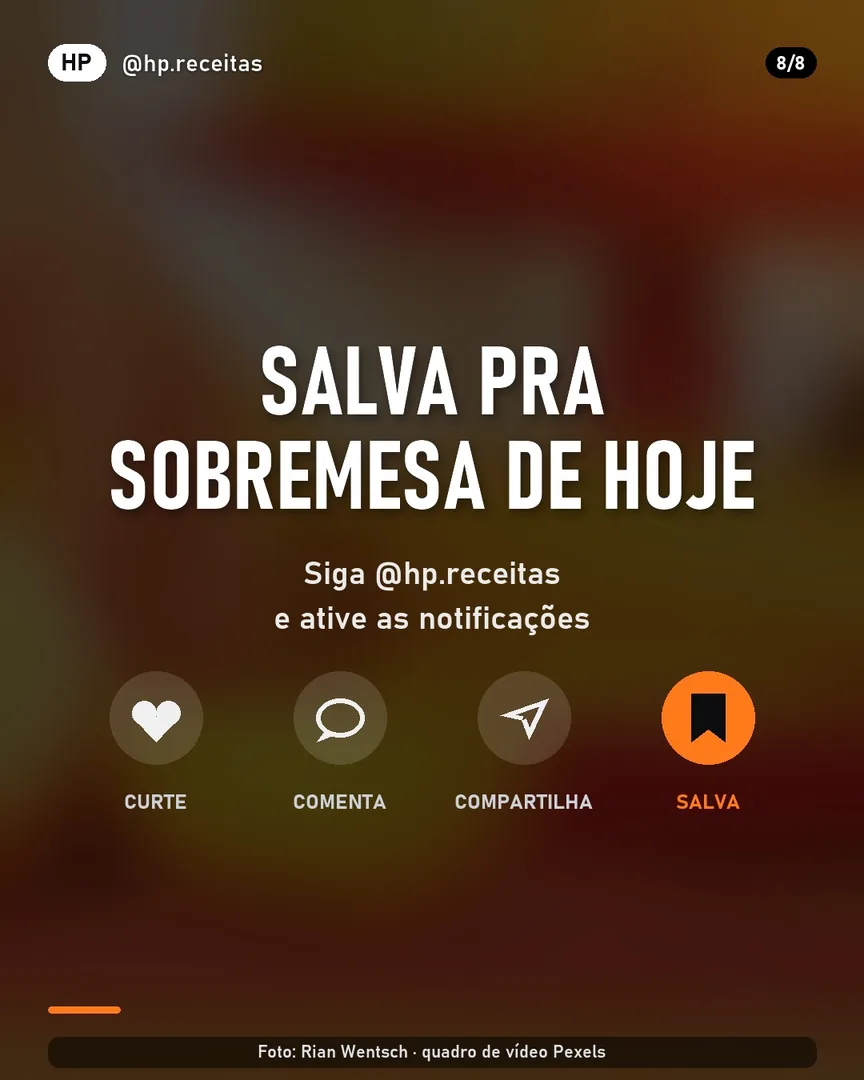 HP @hp.receitas 8/8
SALVA PRA
SOBREMESA DE HOJE
Siga @hp.receitas
e ative as notificações
CURTE COMENTA COMPARTILHA SALVA
Foto: Rian Wentsch · quadro de vídeo Pexels